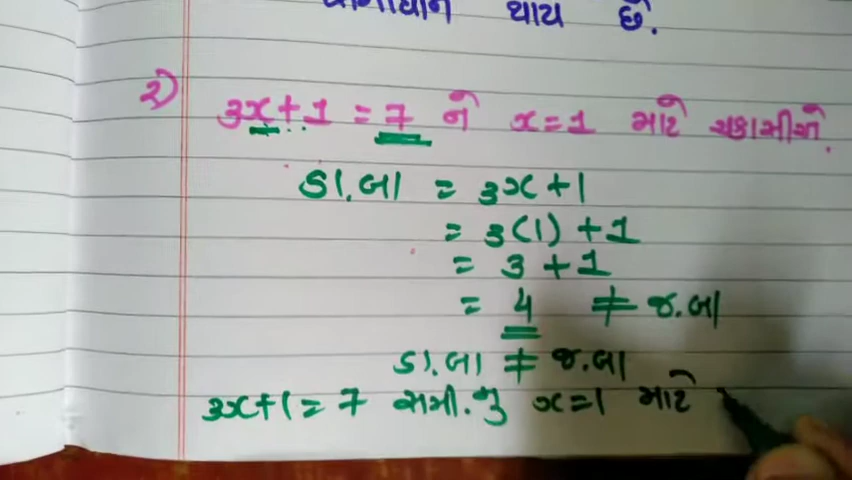 સમાધાન થાય છે.
૨) 3x+1 = 7 ને x=1 માટે ચકાસીએ.
ડા.બા = 3x+1
= 3(1) +1
= 3 +1
= 4 ≠ જ.બા
ડા.બા ≠ જ.બા
3x+1 = 7 સમી.નું x=1 માટે